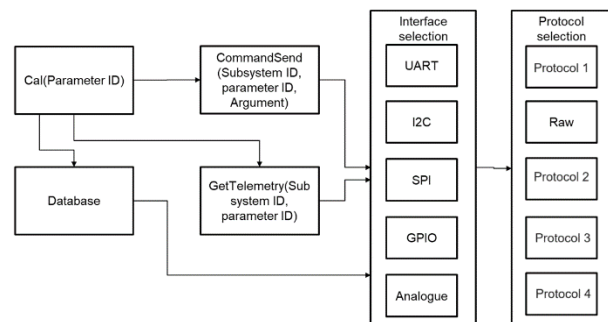 Cal(Parameter ID)
CommandSend
(Subsystem ID,
parameter ID,
Argument)
Database
GetTelemetry(Sub
system ID,
parameter ID)
Interface
selection
UART
I2C
SPI
GPIO
Analogue
Protocol
selection
Protocol 1
Raw
Protocol 2
Protocol 3
Protocol 4